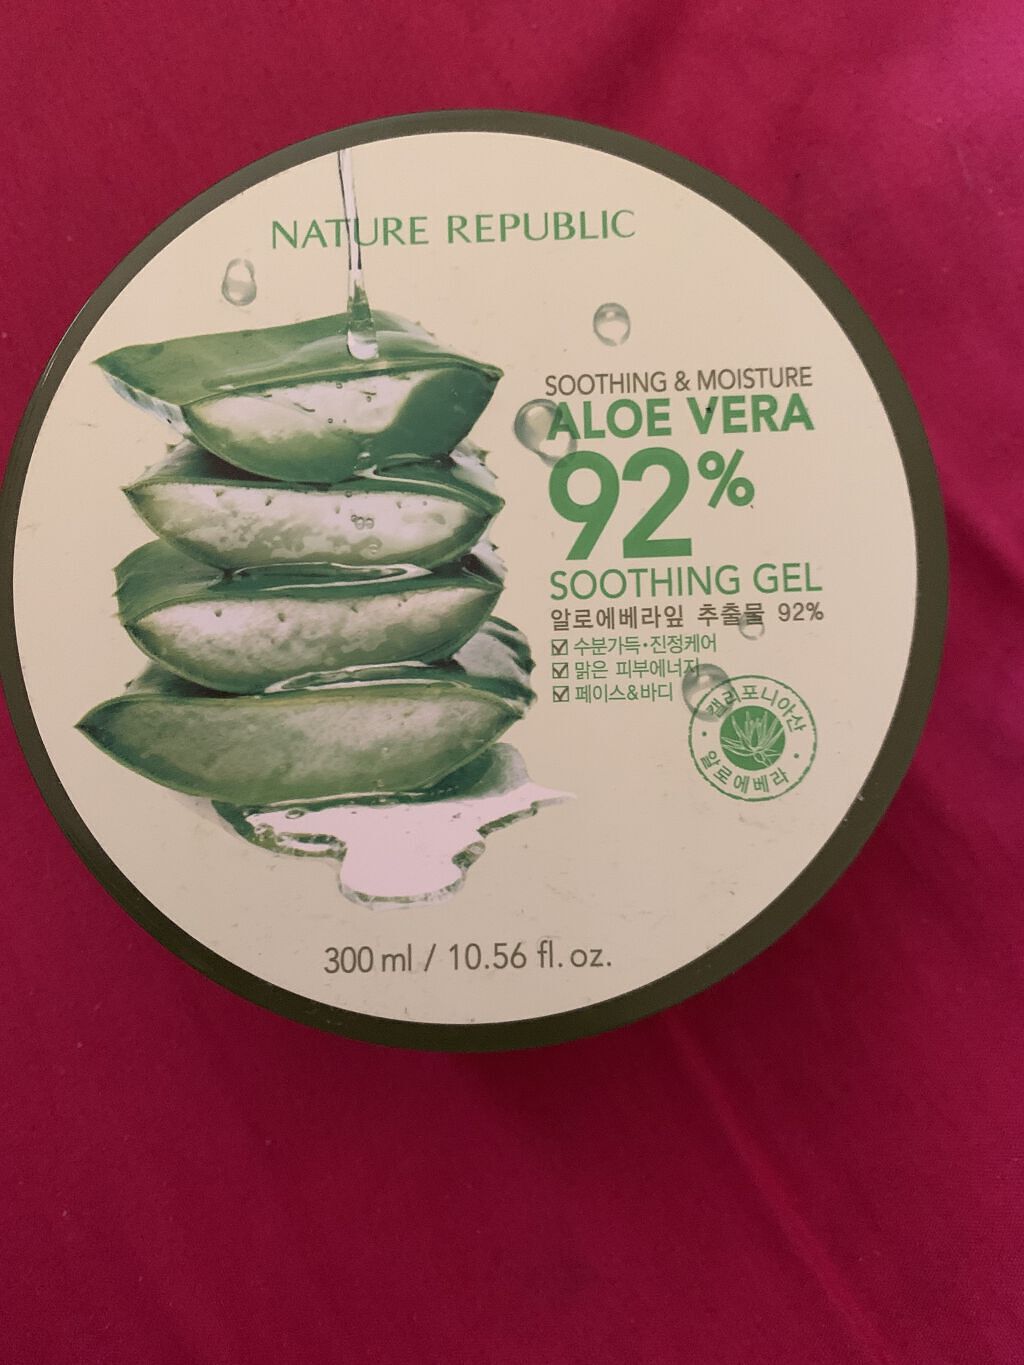 NATURE REPUBLIC
SOOTHING & MOISTURE
ALOE VERA
92%
SOOTHING GEL
알로에베라잎 추출물 92%
☑ 수분가득•진정케어
☑ 맑은 피부에너지
☑ 페이스&바디
캘리포니아산
알로에베라
300 ml / 10.56 fl. oz.